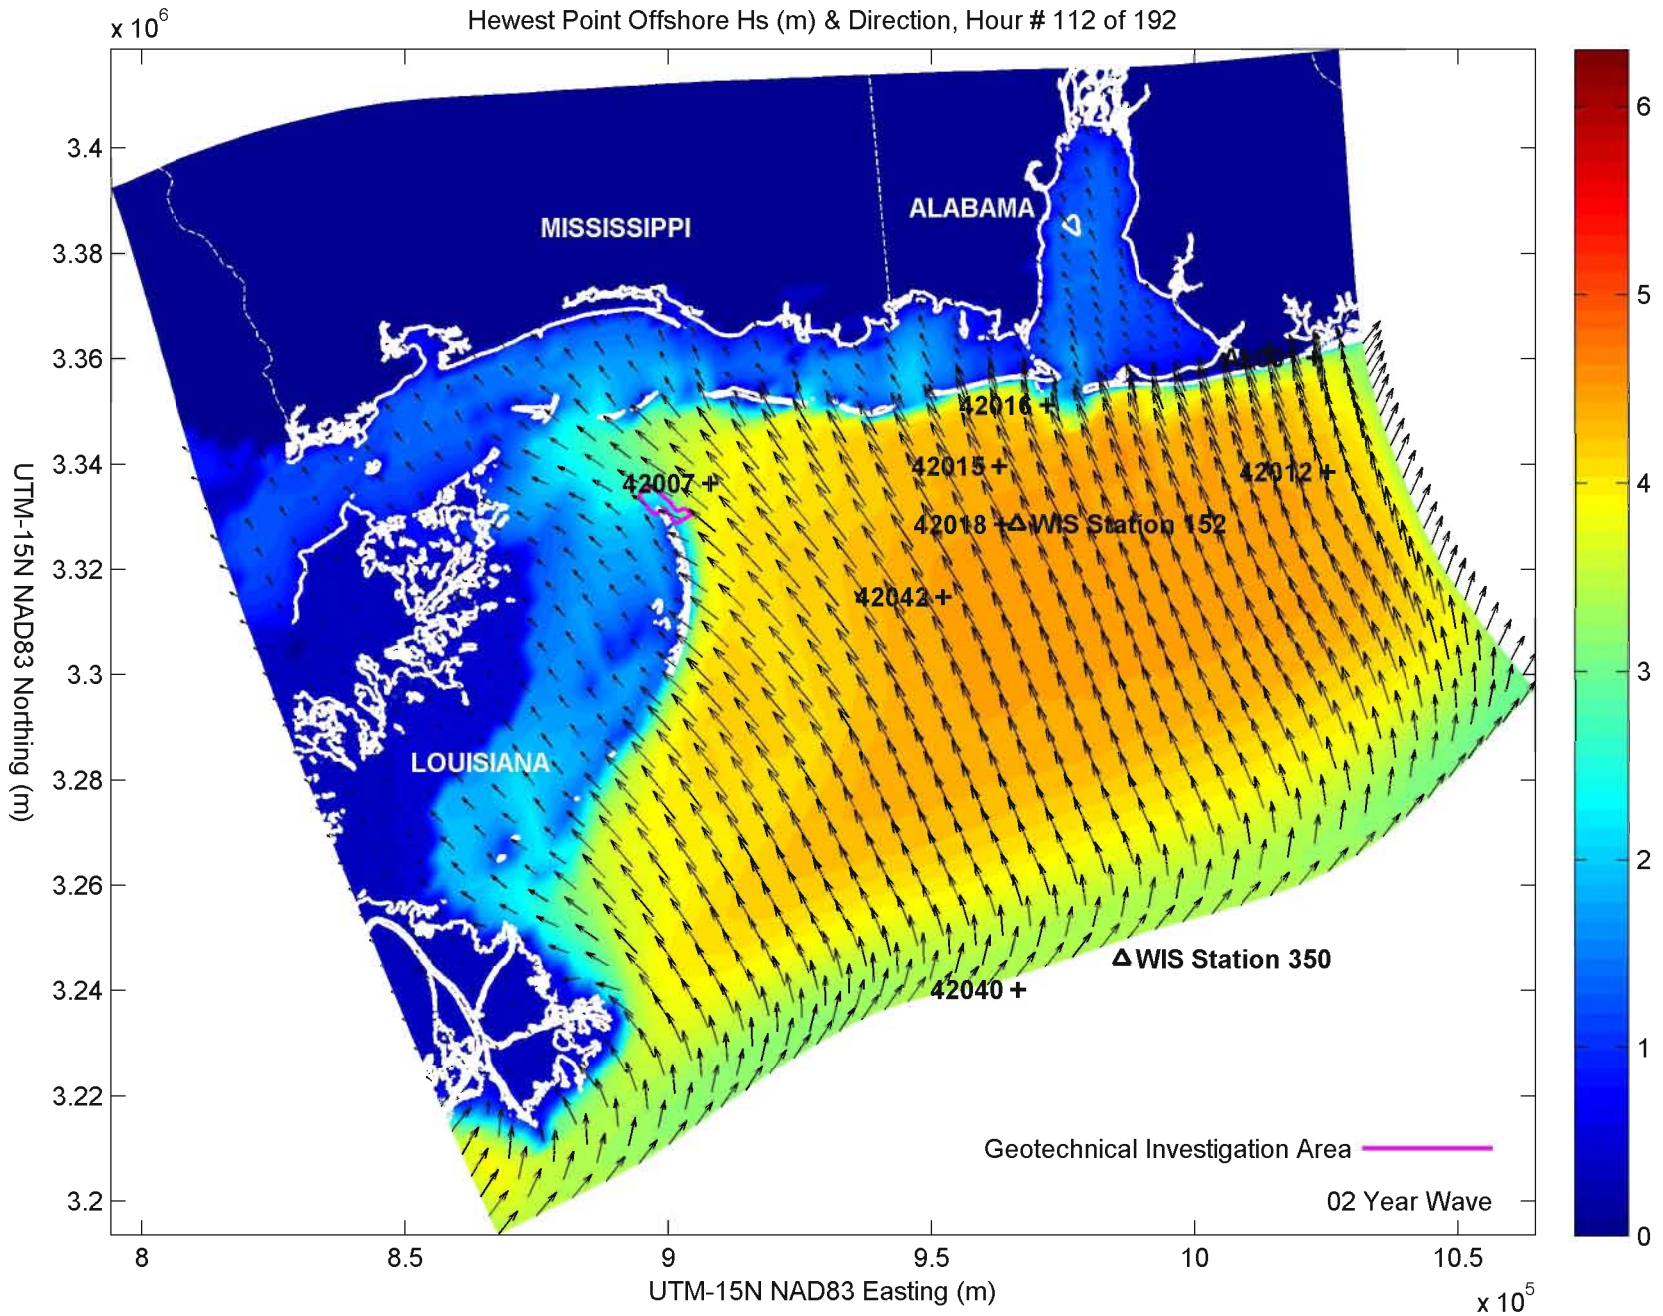 Hewest Point Offshore Hs (m) & Direction, Hour # 112 of 192
x 10⁶
3.4
3.38
3.36
3.34
3.32
3.3
3.28
3.26
3.24
3.22
3.2
UTM-15N NAD83 Northing (m)
MISSISSIPPI
ALABAMA
LOUISIANA
42016 +
42015 +
42007 +
42012 +
42018 + Δ WIS Station 152
42042 +
Δ WIS Station 350
42040 +
Geotechnical Investigation Area
02 Year Wave
8
8.5
9
9.5
10
10.5
UTM-15N NAD83 Easting (m)
x 10⁵
6
5
4
3
2
1
0